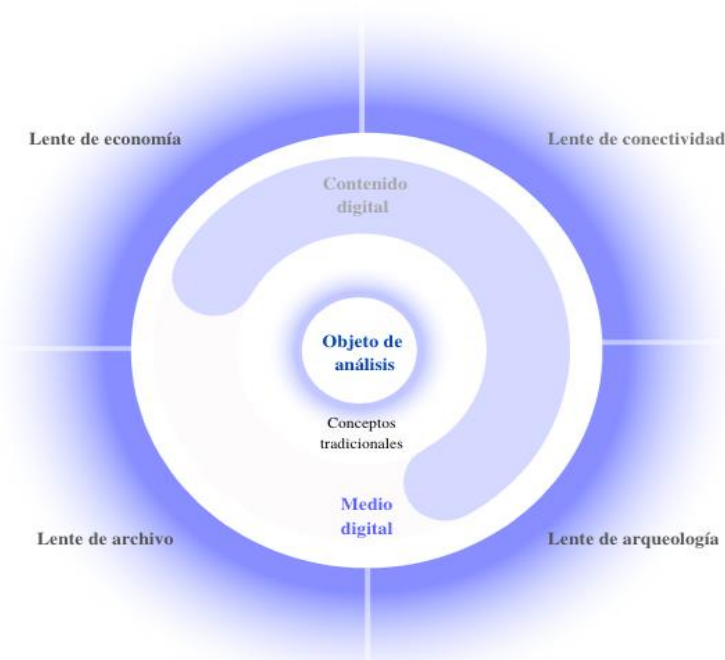 Lente de economía
Lente de conectividad
Contenido
digital
Objeto de
análisis
Conceptos
tradicionales
Medio
digital
Lente de archivo
Lente de arqueología